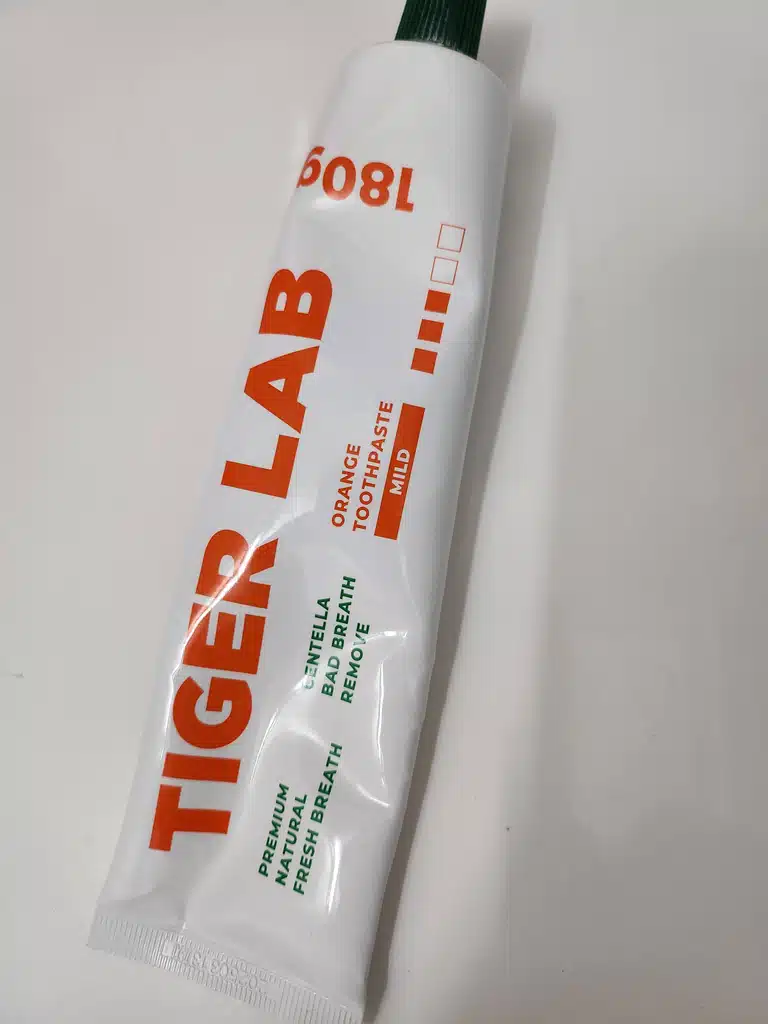 180g
TIGER LAB
ORANGE
TOOTHPASTE
MILD
CENTELLA
BAD BREATH
REMOVE
PREMIUM
NATURAL
FRESH BREATH